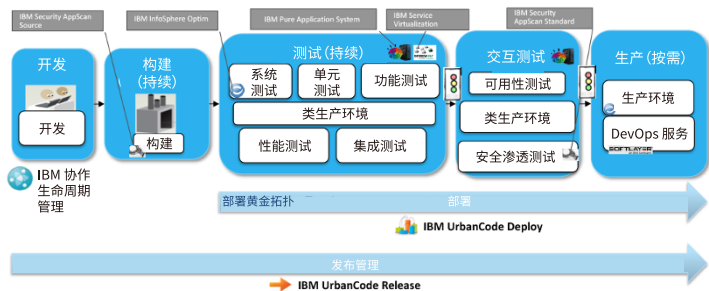 IBM Security AppScan
Source
IBM InfoSphere Optim
IBM Pure Application System
IBM Service
Virtualization
IBM Security
AppScan Standard
开发
开发
构建
(持续)
构建
测试(持续)
系统
测试
单元
测试
功能测试
类生产环境
性能测试
集成测试
交互测试
可用性测试
类生产环境
安全渗透测试
生产(按需)
生产环境
DevOps 服务
SOFTLAYER
IBM 协作
生命周期
管理
部署黄金拓扑
部署
IBM UrbanCode Deploy
发布管理
IBM UrbanCode Release